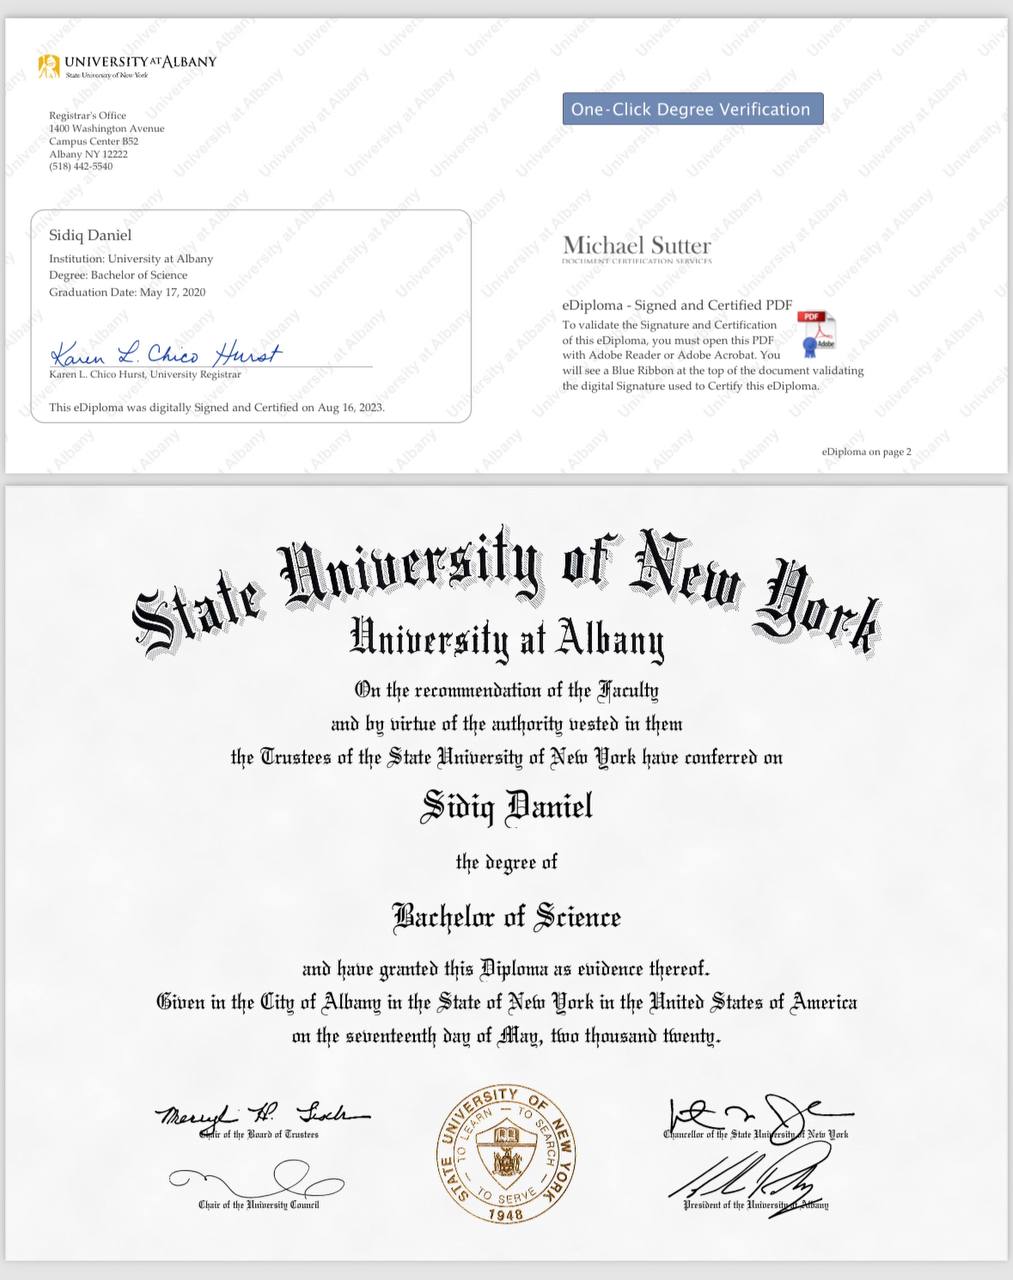 UNIVERSITY AT ALBANY
State University of New York
Registrar's Office
1400 Washington Avenue
Campus Center B52
Albany NY 12222
(518) 442-5540
One-Click Degree Verification
Sidiq Daniel
Institution: University at Albany
Degree: Bachelor of Science
Graduation Date: May 17, 2020
Karen L. Chico Hurst
Karen L. Chico Hurst, University Registrar
This eDiploma was digitally Signed and Certified on Aug 16, 2023.
Michael Sutter
DOCUMENT CERTIFICATION SERVICES
eDiploma - Signed and Certified PDF
To validate the Signature and Certification
of this eDiploma, you must open this PDF
with Adobe Reader or Adobe Acrobat. You
will see a Blue Ribbon at the top of the document validating
the digital Signature used to Certify this eDiploma.
PDF
Adobe
eDiploma on page 2
University at Albany
State University of New York
University at Albany
On the recommendation of the Faculty
and by virtue of the authority vested in them
the Trustees of the State University of New York have conferred on
Sidiq Daniel
the degree of
Bachelor of Science
and have granted this Diploma as evidence thereof.
Given in the City of Albany in the State of New York in the United States of America
on the seventeenth day of May, two thousand twenty.
Chair of the Board of Trustees
Chancellor of the State University of New York
Chair of the University Council
President of the University at Albany
STATE UNIVERSITY OF NEW YORK
TO LEARN — TO SEARCH — TO SERVE
1948